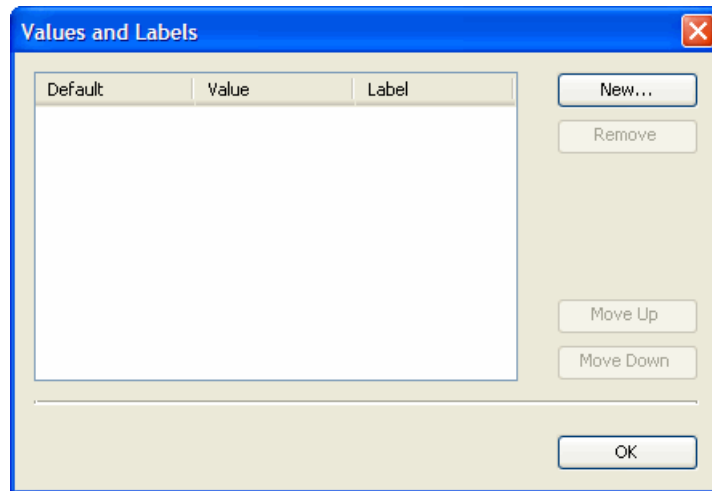 Values and Labels
Default Value Label
New...
Remove
Move Up
Move Down
OK